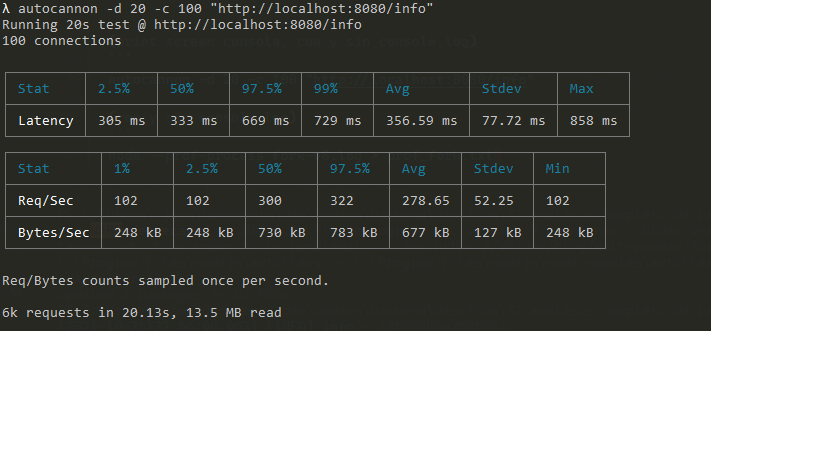 λ autocannon -d 20 -c 100 "http://localhost:8080/info"
Running 20s test @ http://localhost:8080/info
100 connections
Stat 2.5% 50% 97.5% 99% Avg Stdev Max
Latency 305 ms 333 ms 669 ms 729 ms 356.59 ms 77.72 ms 858 ms
Stat 1% 2.5% 50% 97.5% Avg Stdev Min
Req/Sec 102 102 300 322 278.65 52.25 102
Bytes/Sec 248 kB 248 kB 730 kB 783 kB 677 kB 127 kB 248 kB
Req/Bytes counts sampled once per second.
6k requests in 20.13s, 13.5 MB read